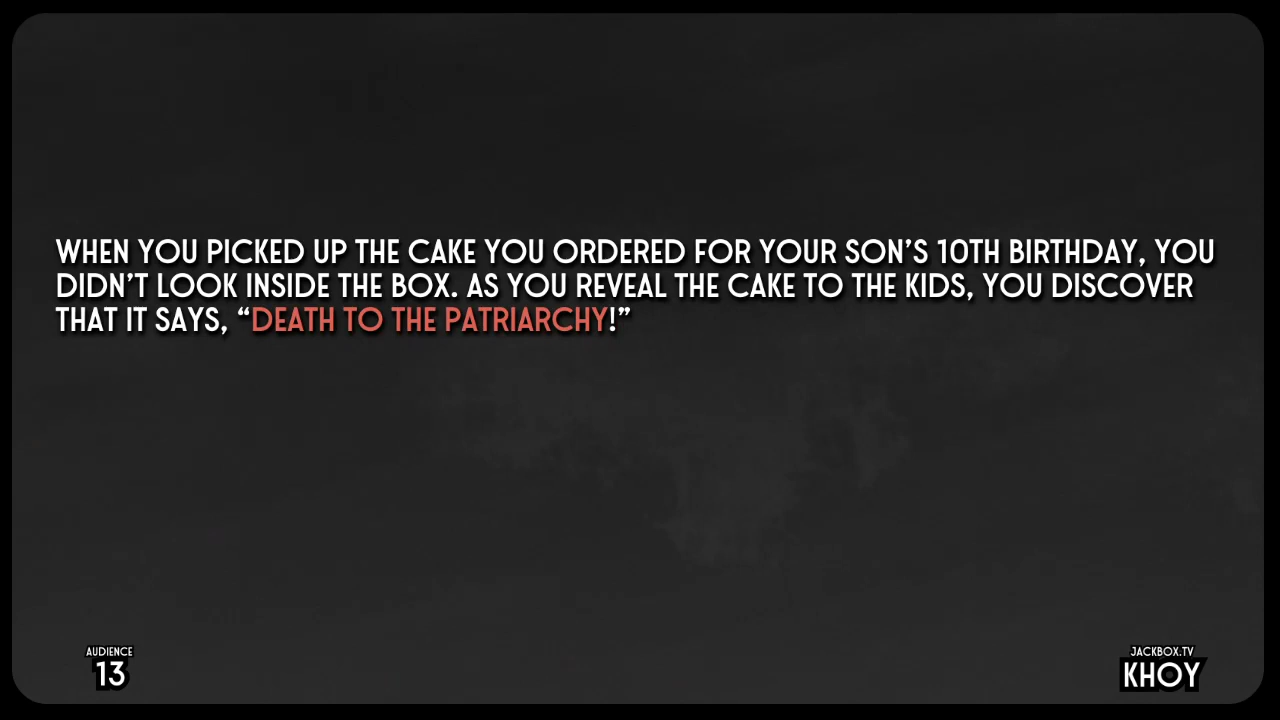 WHEN YOU PICKED UP THE CAKE YOU ORDERED FOR YOUR SON’S 10TH BIRTHDAY, YOU
DIDN’T LOOK INSIDE THE BOX. AS YOU REVEAL THE CAKE TO THE KIDS, YOU DISCOVER
THAT IT SAYS, “DEATH TO THE PATRIARCHY!”
AUDIENCE
13
JACKBOX.TV
KHOY